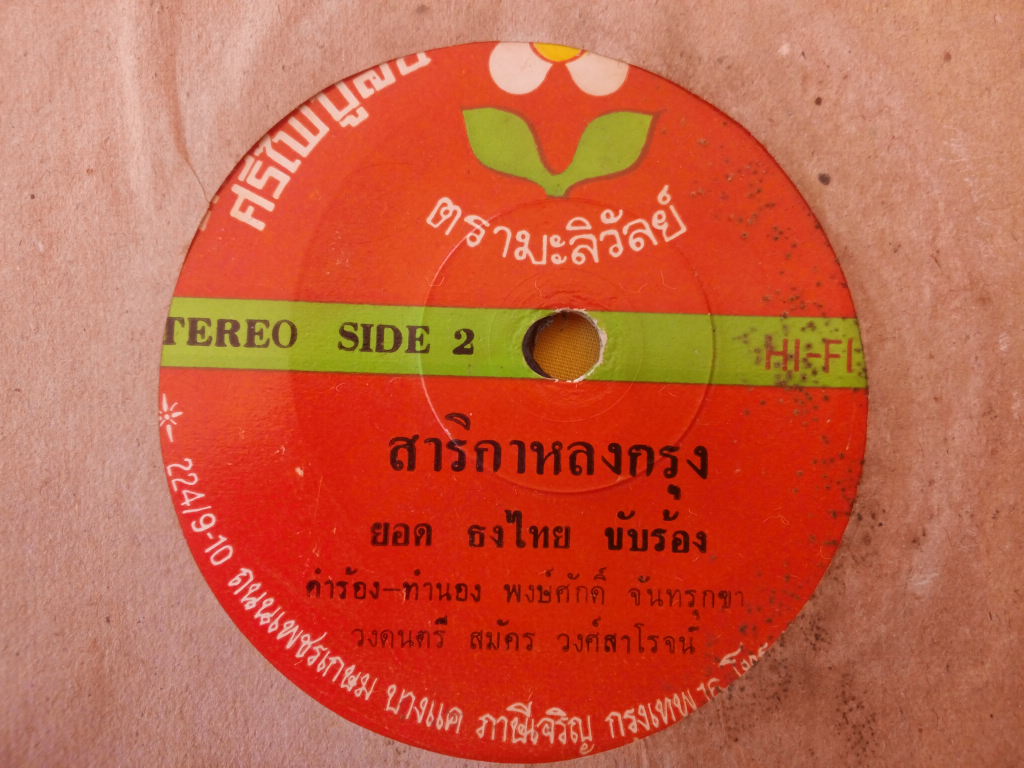 ศรีไพบูลย์
ตรามะลิวัลย์
TEREO SIDE 2
HI-FI
สาริกาหลงกรุง
ยอด ธงไทย ขับร้อง
คำร้อง-ทำนอง พงษ์ศักดิ์ จันทรุกขา
วงดนตรี สมัคร วงศ์สาโรจน์
224/9-10 ถนนเพชรเกษม บางแค ภาษีเจริญ กรุงเทพ